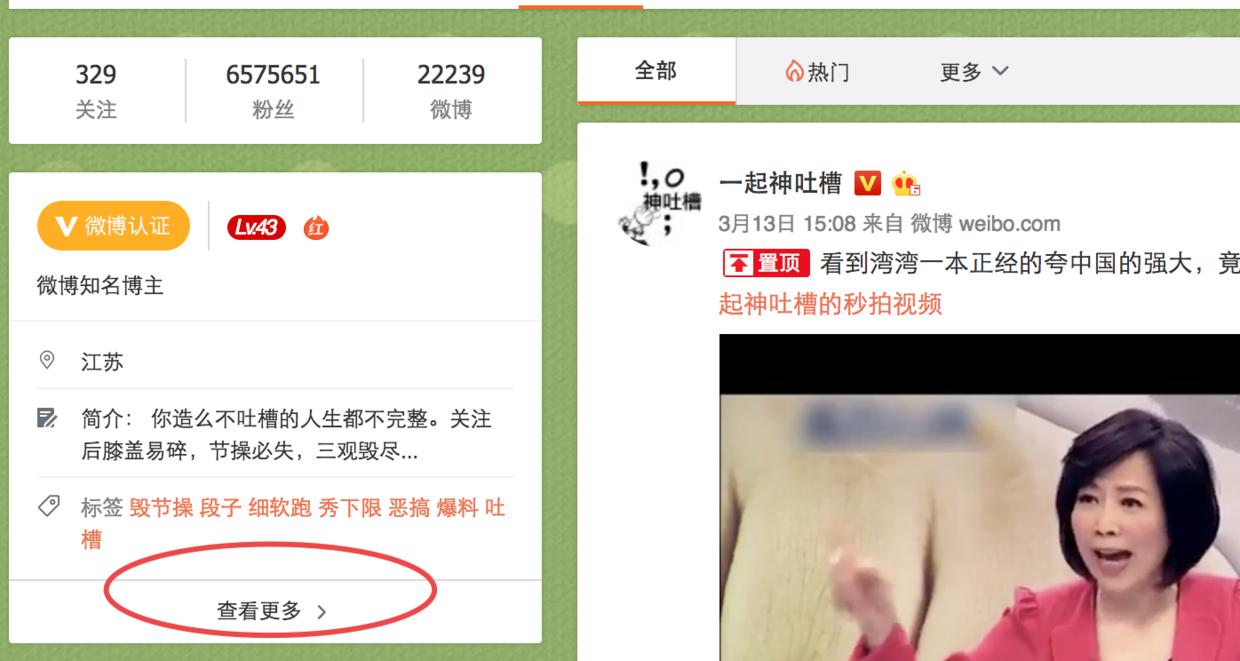 329
关注
6575651
粉丝
22239
微博
微博认证
Lv.43
红
微博知名博主
江苏
简介： 你造么不吐槽的人生都不完整。关注
后膝盖易碎，节操必失，三观毁尽...
标签 毁节操 段子 细软跑 秀下限 恶搞 爆料 吐
槽
查看更多 >
全部
热门
更多
!,O
神吐槽
;
一起神吐槽 V 6
3月13日 15:08 来自 微博 weibo.com
置顶 看到湾湾一本正经的夸中国的强大，竟
起神吐槽的秒拍视频